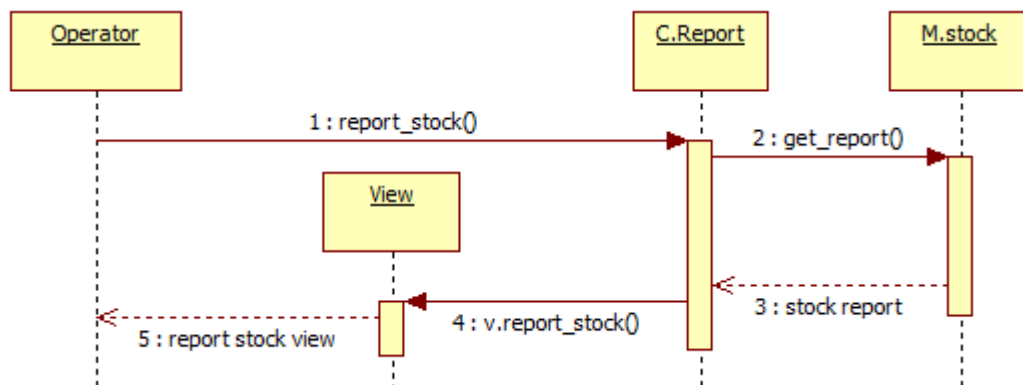 Operator
C.Report
M.stock
1 : report_stock()
2 : get_report()
View
3 : stock report
4 : v.report_stock()
5 : report stock view